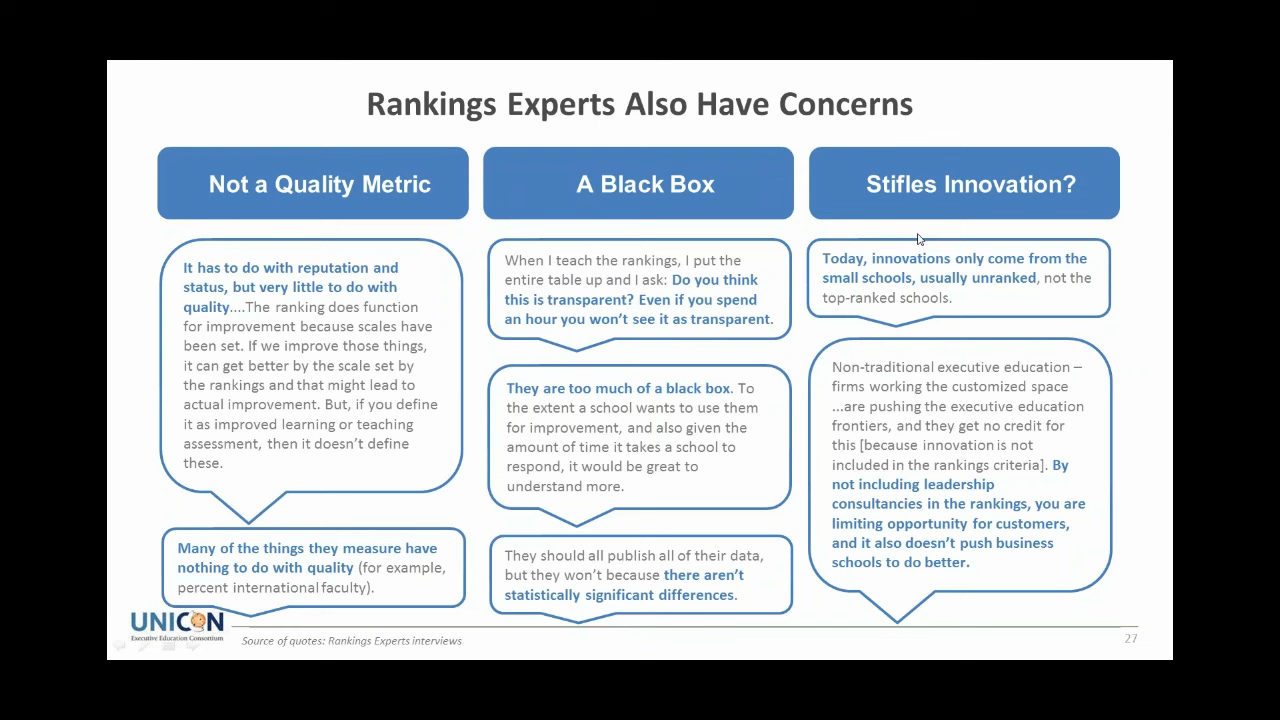 Rankings Experts Also Have Concerns
Not a Quality Metric
It has to do with reputation and
status, but very little to do with
quality....The ranking does function
for improvement because scales have
been set. If we improve those things,
it can get better by the scale set by
the rankings and that might lead to
actual improvement. But, if you define
it as improved learning or teaching
assessment, then it doesn't define
these.
Many of the things they measure have
nothing to do with quality (for example,
percent international faculty).
A Black Box
When I teach the rankings, I put the
entire table up and I ask: Do you think
this is transparent? Even if you spend
an hour you won't see it as transparent.
They are too much of a black box. To
the extent a school wants to use them
for improvement, and also given the
amount of time it takes a school to
respond, it would be great to
understand more.
They should all publish all of their data,
but they won't because there aren't
statistically significant differences.
Stifles Innovation?
Today, innovations only come from the
small schools, usually unranked, not the
top-ranked schools.
Non-traditional executive education –
firms working the customized space
...are pushing the executive education
frontiers, and they get no credit for
this [because innovation is not
included in the rankings criteria]. By
not including leadership
consultancies in the rankings, you are
limiting opportunity for customers,
and it also doesn't push business
schools to do better.
UNICON
Executive Education Consortium
Source of quotes: Rankings Experts interviews
27